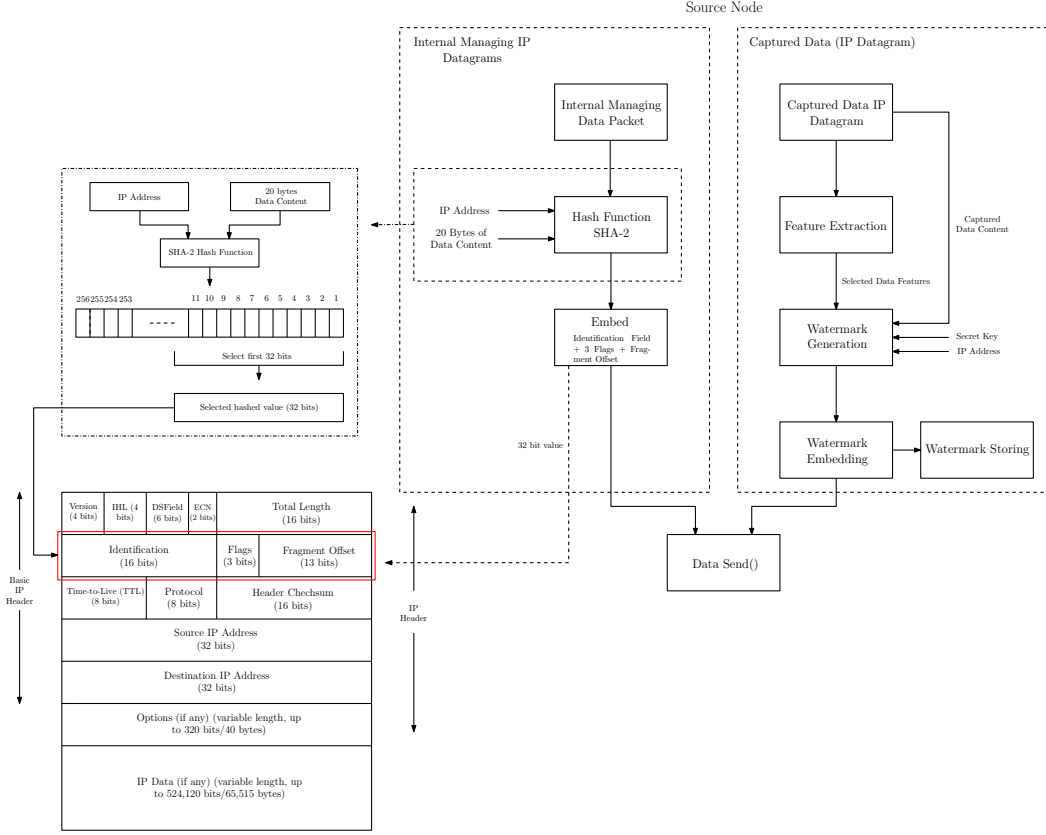 Source Node
Internal Managing IP
Datagrams
Captured Data (IP Datagram)
Internal Managing
Data Packet
Captured Data IP
Datagram
IP Address
20 bytes
Data Content
SHA-2 Hash Function
256 255 254 253
11 10 9 8 7 6 5 4 3 2 1
Select first 32 bits
Selected hashed value (32 bits)
IP Address
20 Bytes of
Data Content
Hash Function
SHA-2
Embed
Identification Field
+ 3 Flags + Frag-
ment Offset
32 bit value
Feature Extraction
Captured
Data Content
Selected Data Features
Watermark
Generation
Secret Key
IP Address
Watermark
Embedding
Watermark Storing
Data Send()
Basic
IP
Header
IP
Header
Version
(4 bits)
IHL (4
bits)
DSField
(6 bits)
ECN
(2 bits)
Total Length
(16 bits)
Identification
(16 bits)
Flags
(3 bits)
Fragment Offset
(13 bits)
Time-to-Live (TTL)
(8 bits)
Protocol
(8 bits)
Header Chechsum
(16 bits)
Source IP Address
(32 bits)
Destination IP Address
(32 bits)
Options (if any) (variable length, up
to 320 bits/40 bytes)
IP Data (if any) (variable length, up
to 524,120 bits/65,515 bytes)